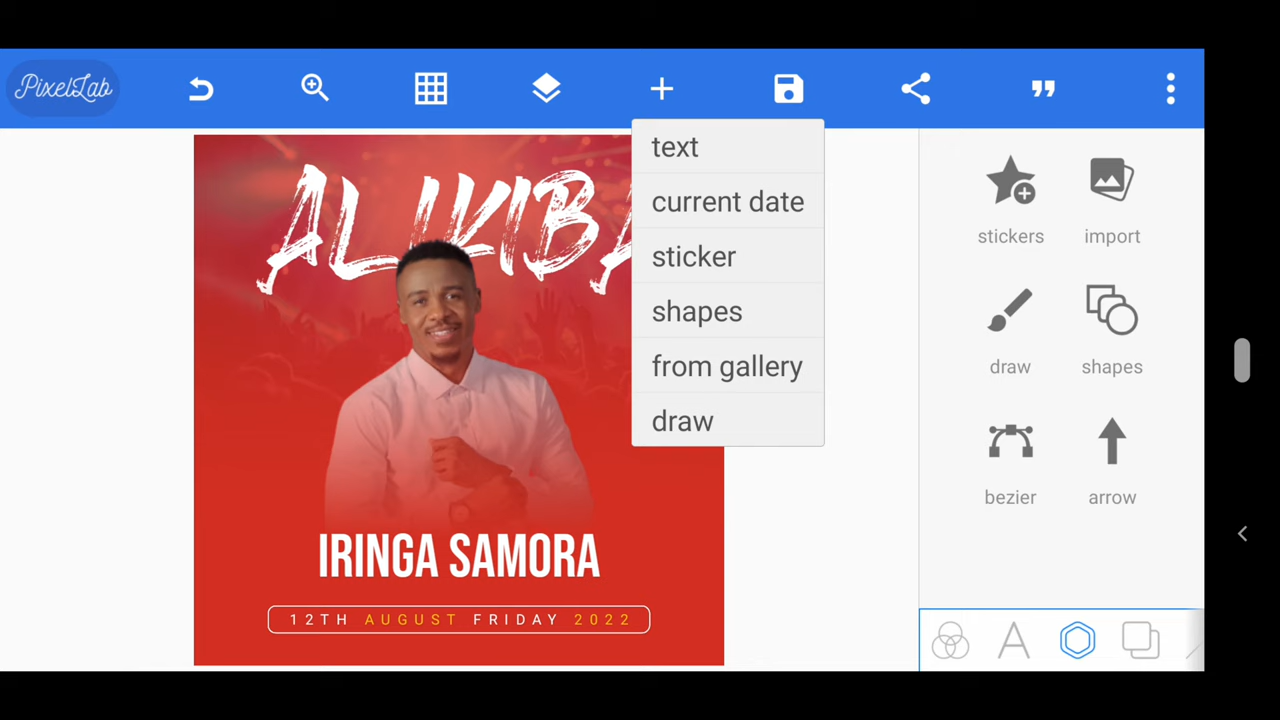 PixelLab
text
current date
sticker
shapes
from gallery
draw
stickers
import
draw
shapes
bezier
arrow
ALIKIBA
IRINGA SAMORA
12TH AUGUST FRIDAY 2022